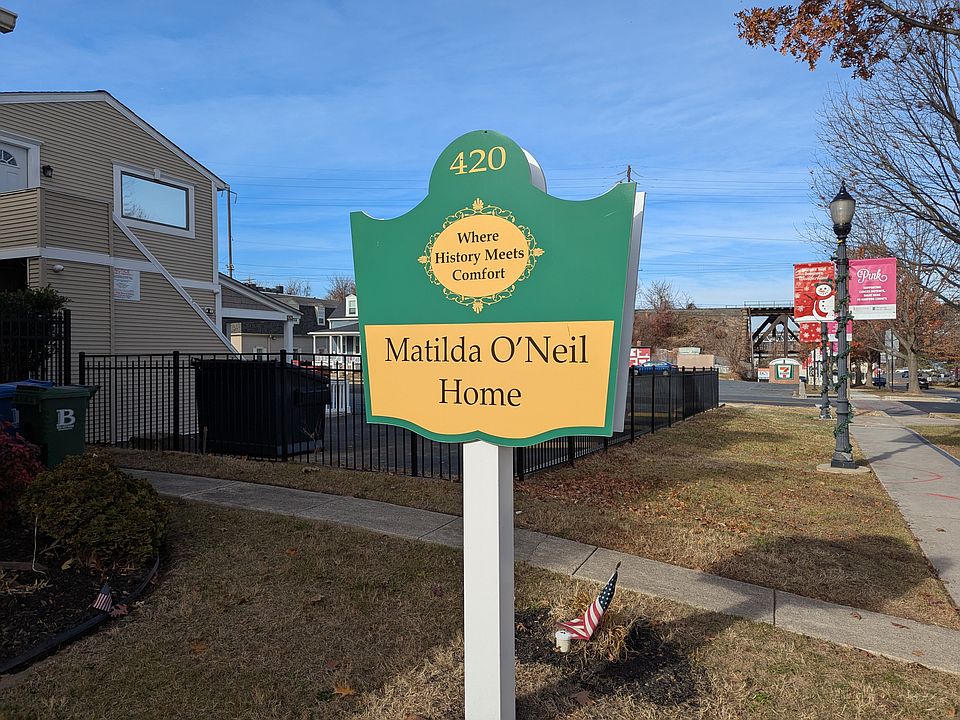 420
Where
History Meets
Comfort
Matilda O'Neil
Home
B
Pink